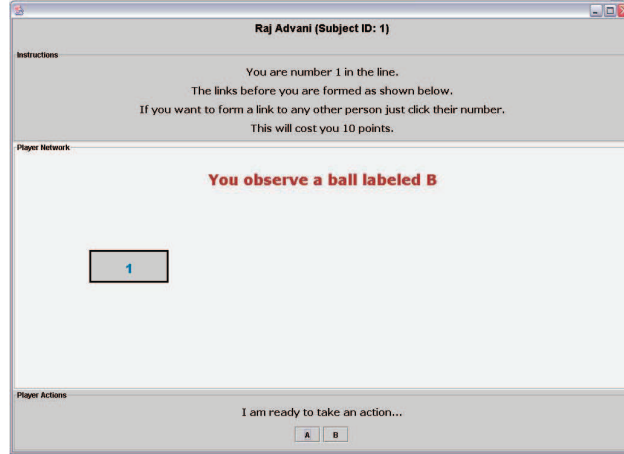 Raj Advani (Subject ID: 1)
Instructions
You are number 1 in the line.
The links before you are formed as shown below.
If you want to form a link to any other person just click their number.
This will cost you 10 points.
Player Network
You observe a ball labeled B
1
Player Actions
I am ready to take an action...
A B